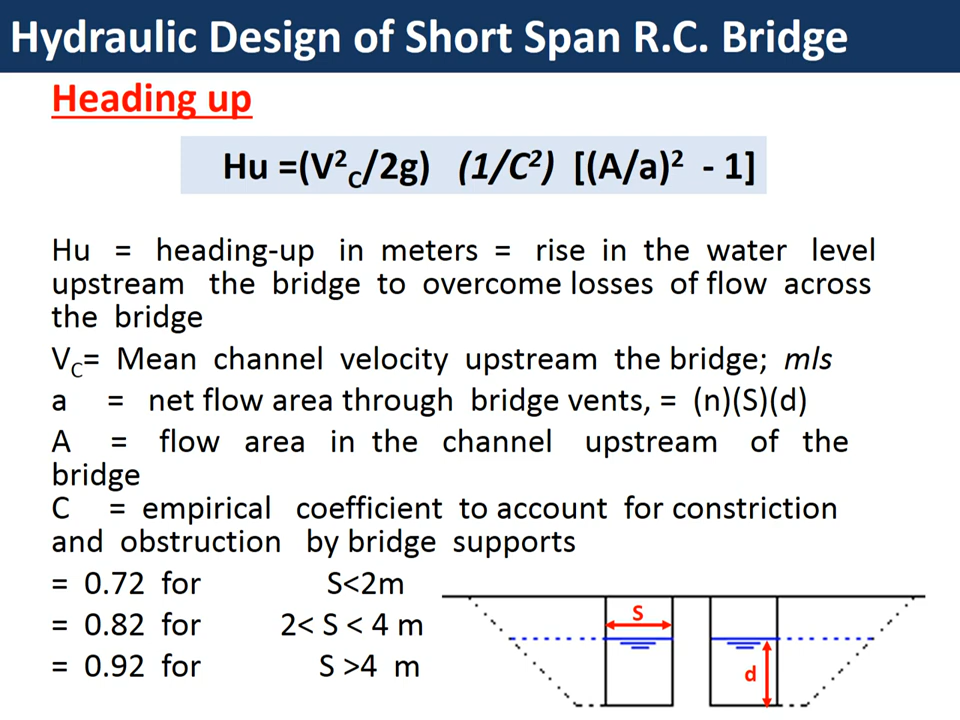 Hydraulic Design of Short Span R.C. Bridge
Heading up
Hu =(V²C/2g) (1/C²) [(A/a)² - 1]
Hu = heading-up in meters = rise in the water level
upstream the bridge to overcome losses of flow across
the bridge
VC= Mean channel velocity upstream the bridge; mls
a = net flow area through bridge vents, = (n)(S)(d)
A = flow area in the channel upstream of the
bridge
C = empirical coefficient to account for constriction
and obstruction by bridge supports
= 0.72 for S<2m
= 0.82 for 2< S < 4 m
= 0.92 for S >4 m
S
d